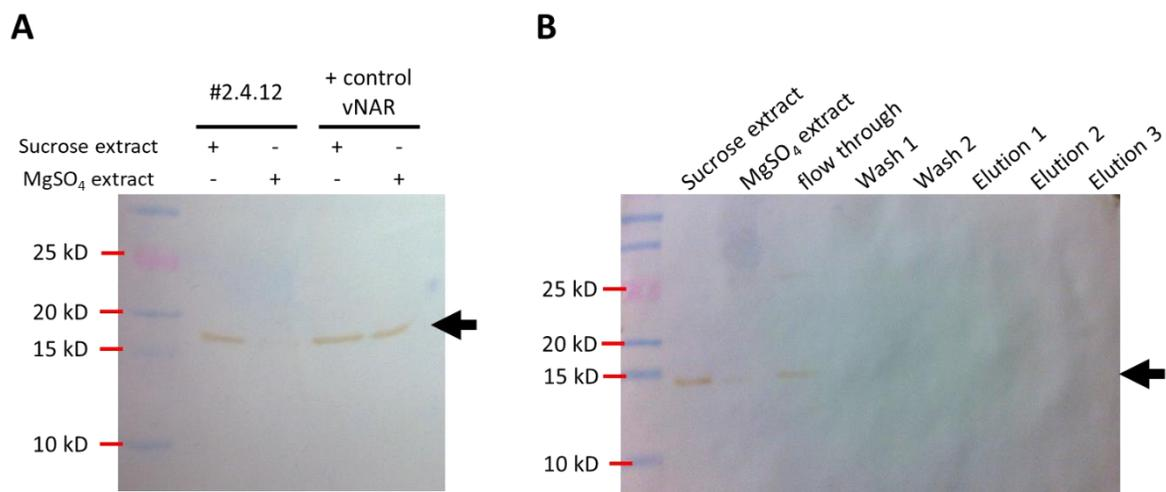 A
#2.4.12
+ control
vNAR
Sucrose extract + - + -
MgSO₄ extract - + - +
25 kD
20 kD
15 kD
10 kD
B
Sucrose extract
MgSO₄ extract
flow through
Wash 1
Wash 2
Elution 1
Elution 2
Elution 3
25 kD
20 kD
15 kD
10 kD